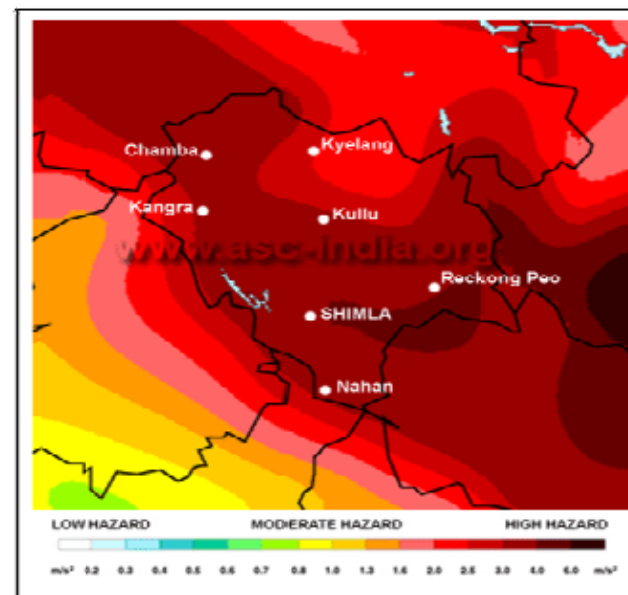 Chamba
Kyelang
Kangra
Kullu
www.asc-india.org
Reckong Peo
SHIMLA
Nahan
LOW HAZARD MODERATE HAZARD HIGH HAZARD
m/s² 0.2 0.3 0.4 0.5 0.6 0.7 0.8 1.0 1.3 1.6 2.0 2.5 3.0 4.0 5.0 m/s²